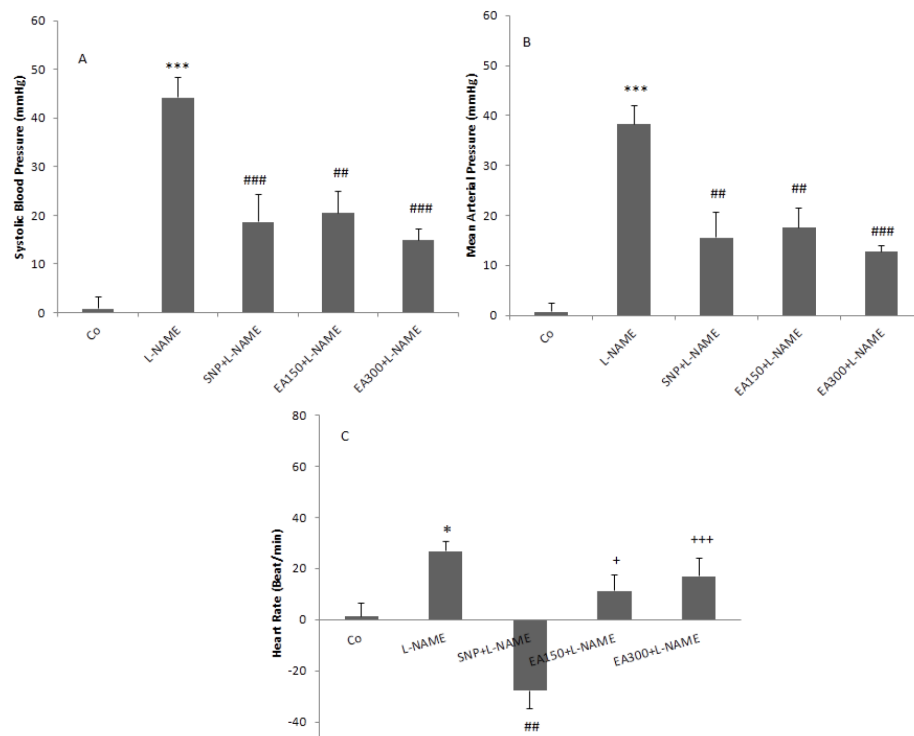 A
Systolic Blood Pressure (mmHg)
60
50
40
30
20
10
0
***
###
##
###
Co
L-NAME
SNP+L-NAME
EA150+L-NAME
EA300+L-NAME
B
Mean Arterial Pressure (mmHg)
60
50
40
30
20
10
0
***
##
##
###
Co
L-NAME
SNP+L-NAME
EA150+L-NAME
EA300+L-NAME
C
Heart Rate (Beat/min)
80
60
40
20
0
-20
-40
*
##
+
+++
Co
L-NAME
SNP+L-NAME
EA150+L-NAME
EA300+L-NAME